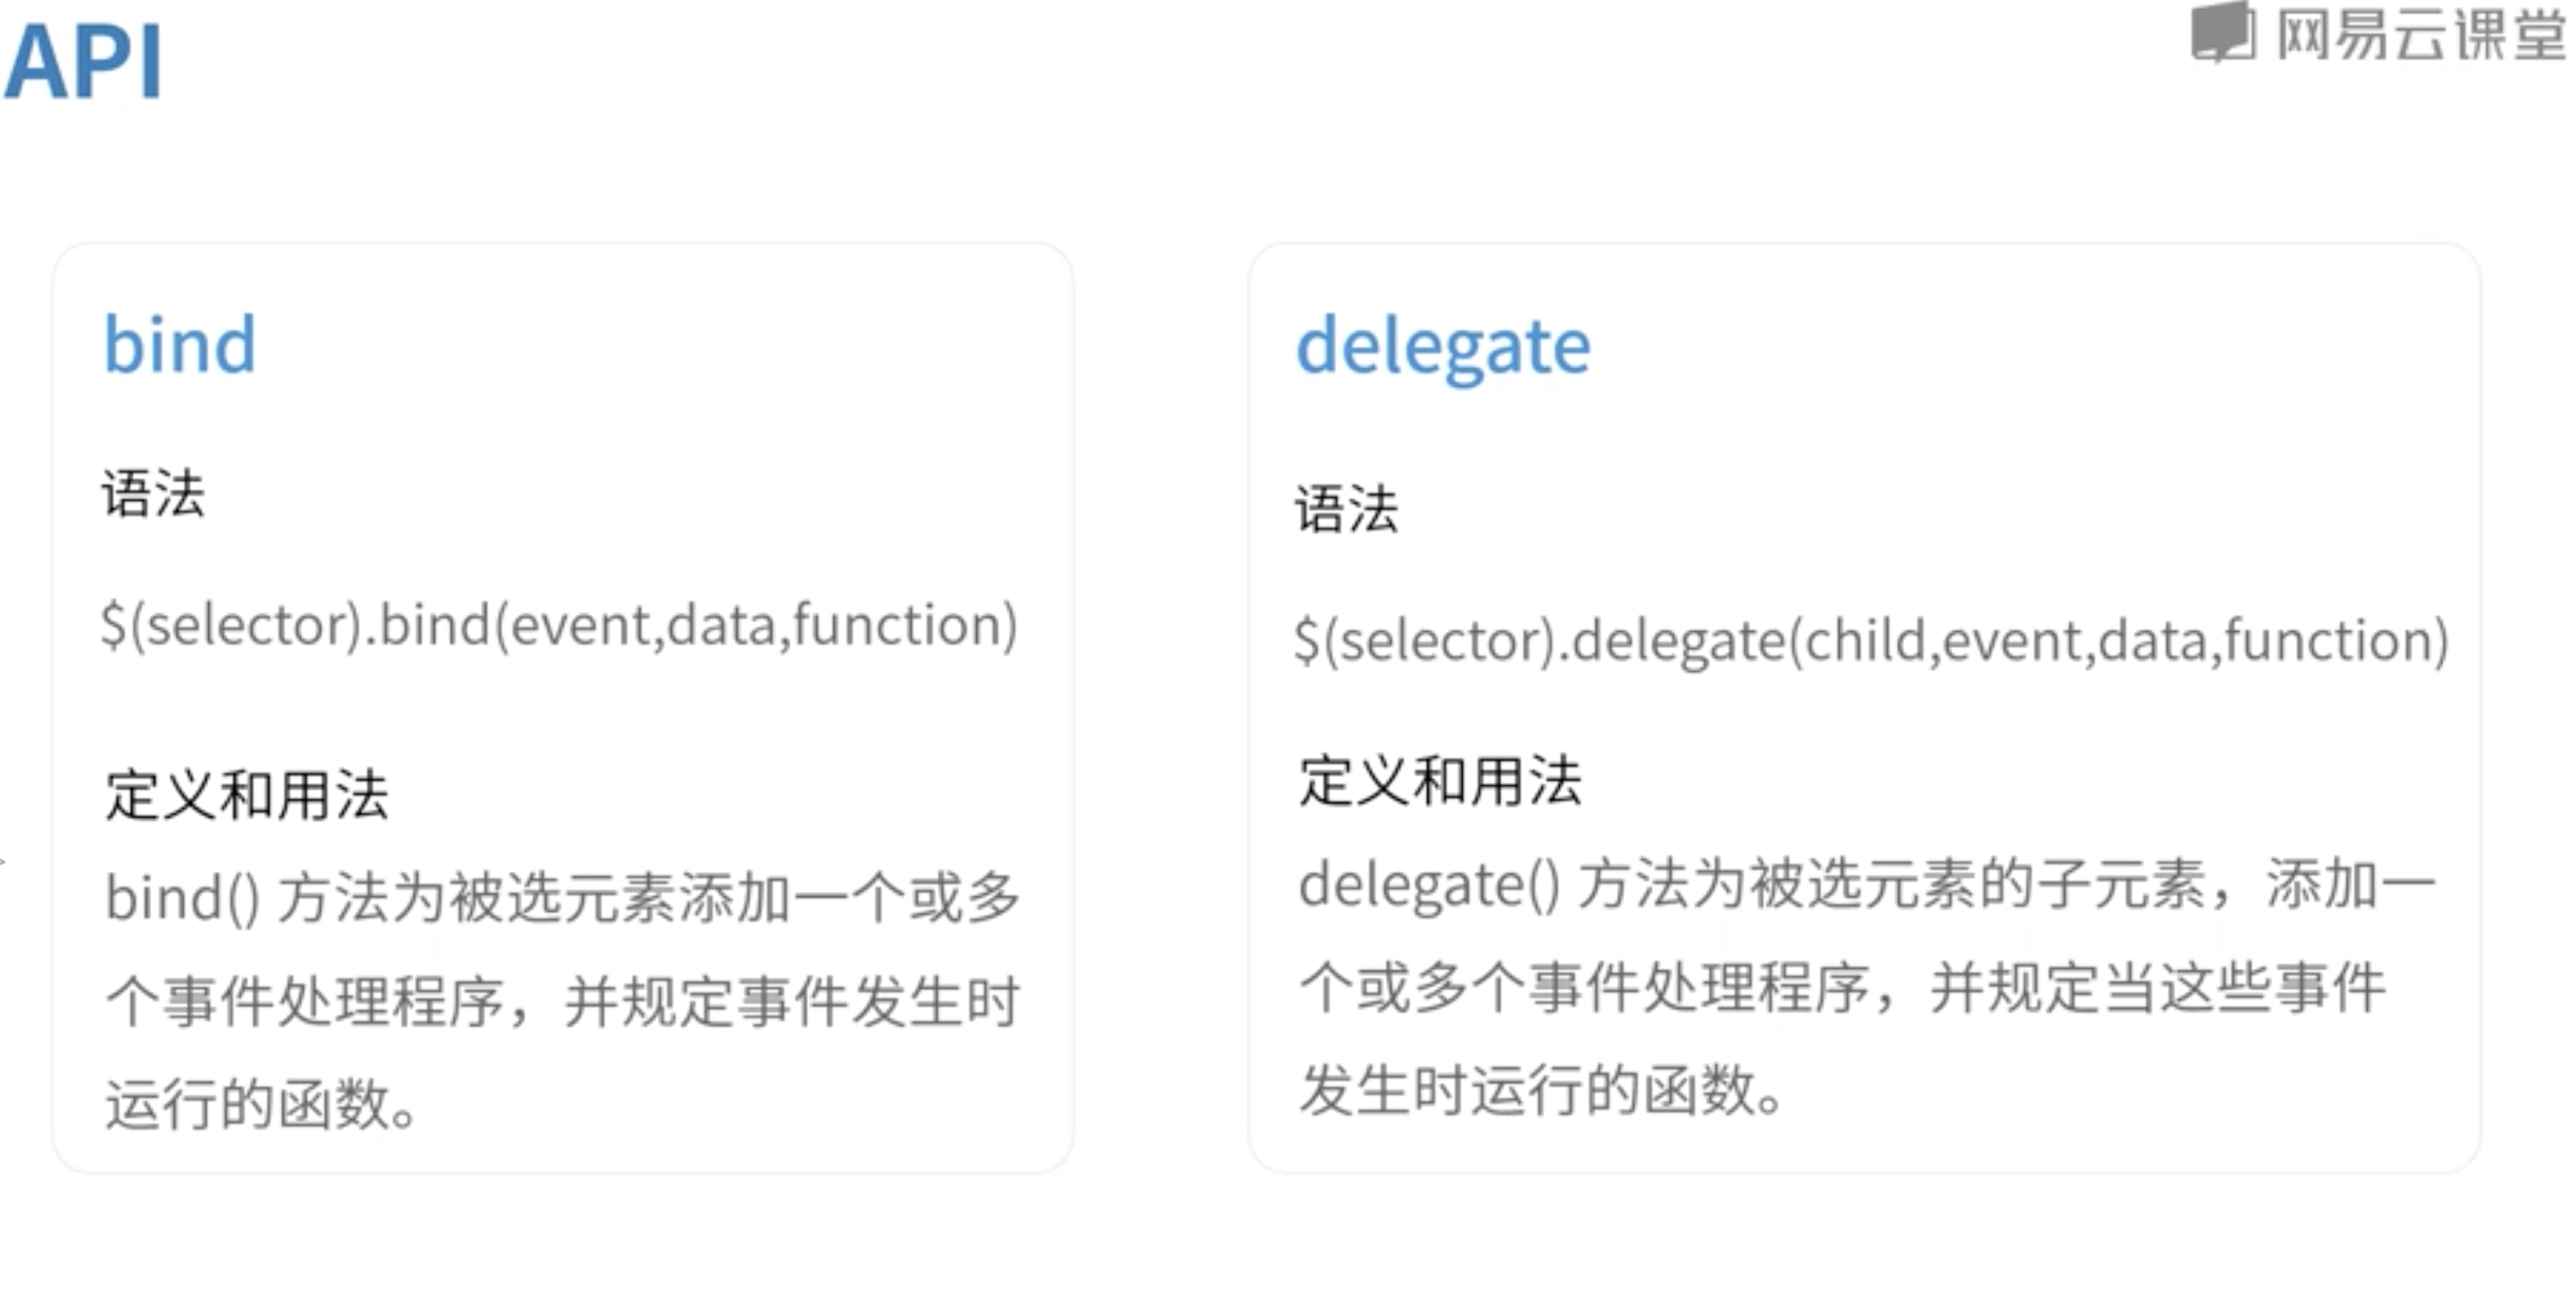 API
网易云课堂
bind
语法
$(selector).bind(event,data,function)
定义和用法
bind() 方法为被选元素添加一个或多
个事件处理程序，并规定事件发生时
运行的函数。
delegate
语法
$(selector).delegate(child,event,data,function)
定义和用法
delegate() 方法为被选元素的子元素，添加一
个或多个事件处理程序，并规定当这些事件
发生时运行的函数。